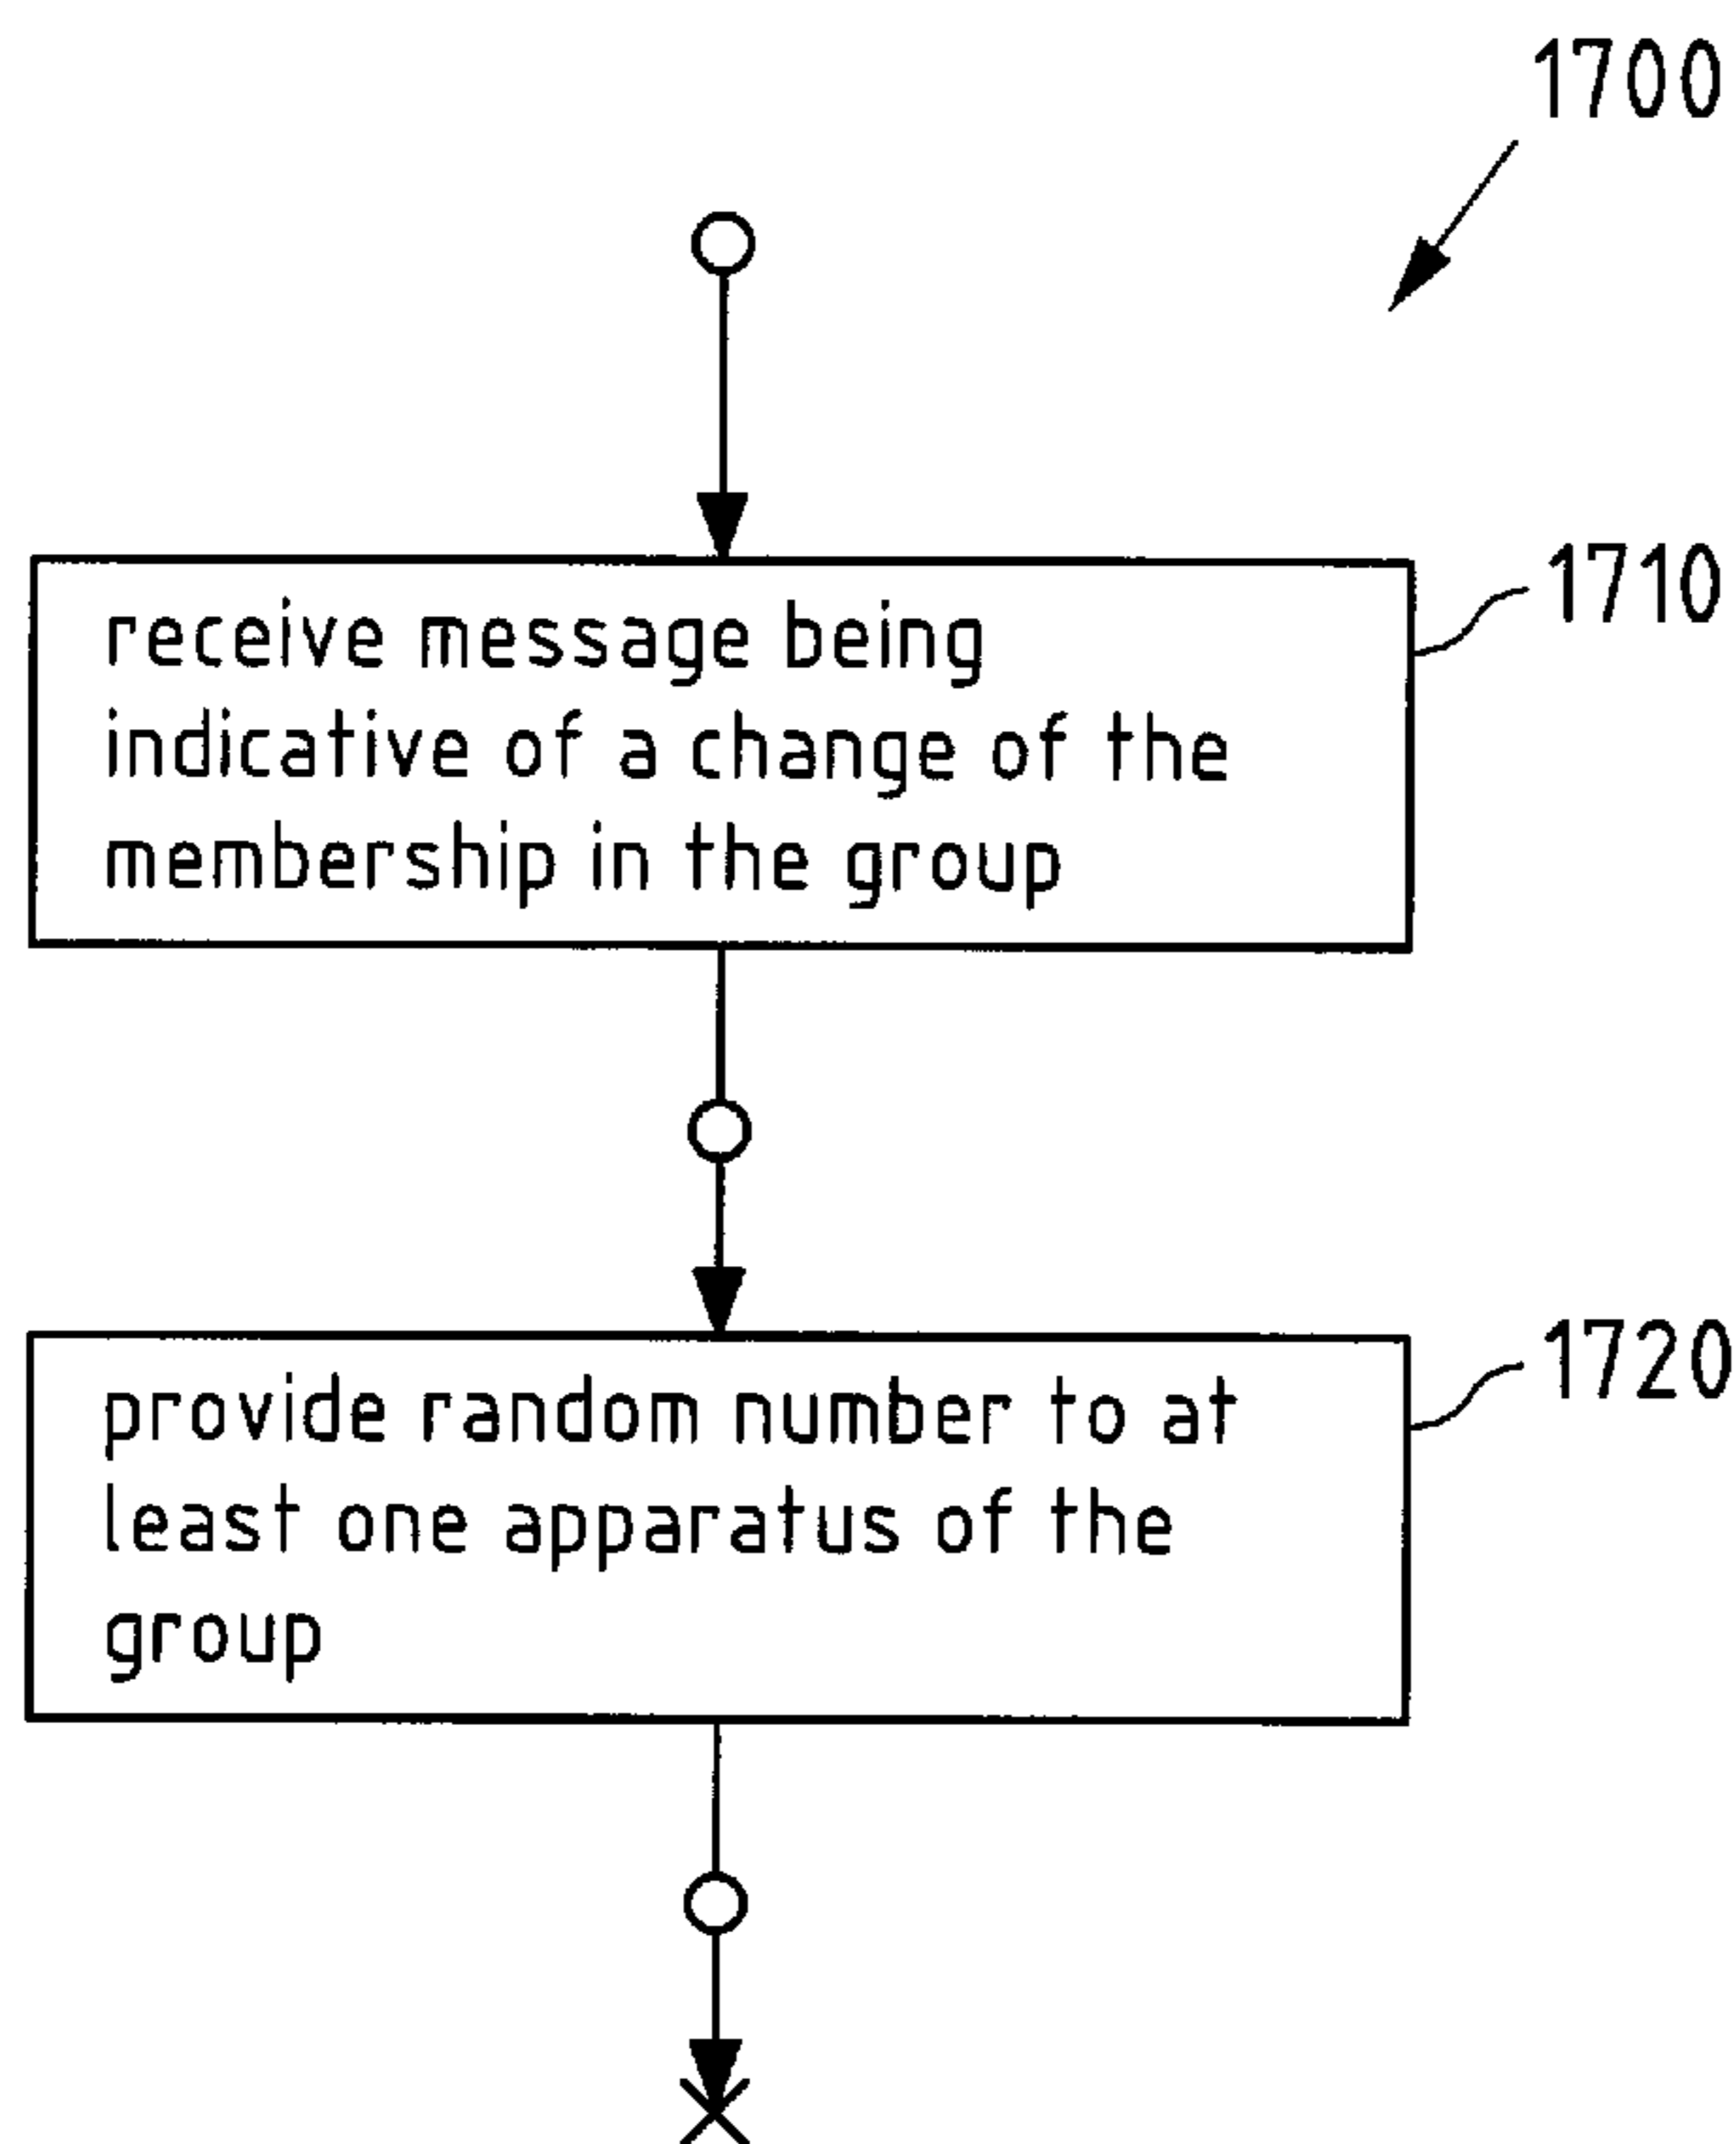 1700
1710
receive message being
indicative of a change of the
membership in the group
1720
provide random number to at
least one apparatus of the
group